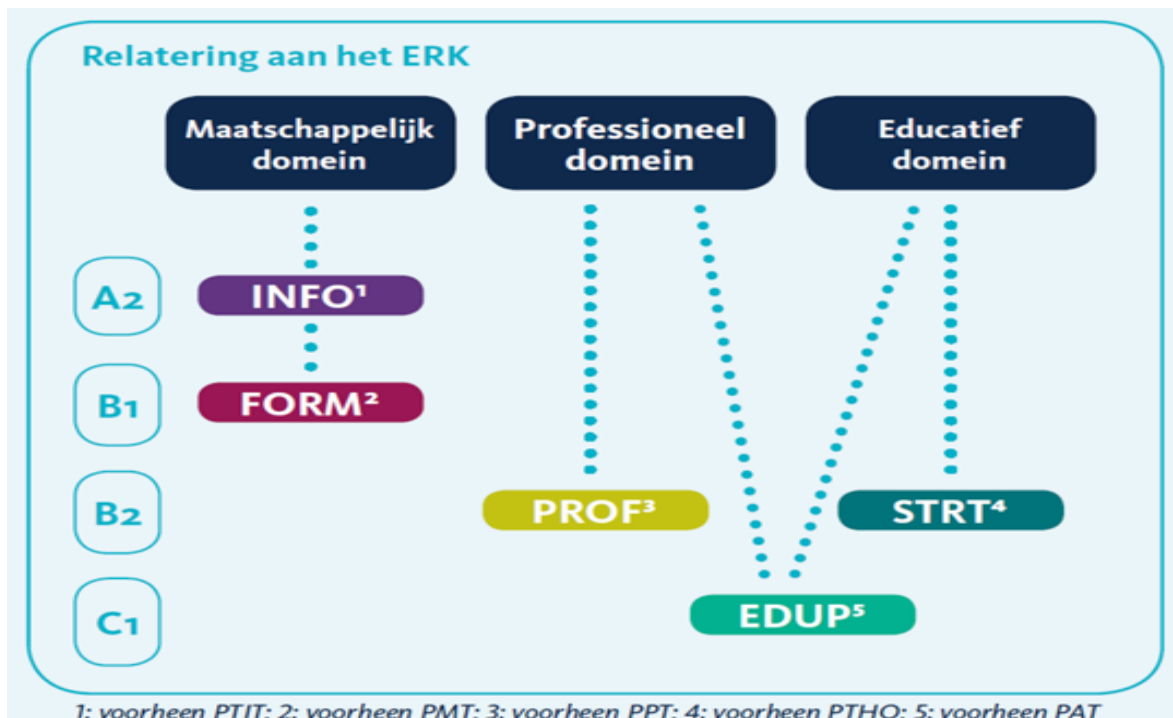 Relatering aan het ERK
Maatschappelijk
domein
Professioneel
domein
Educatief
domein
A2
INFO¹
B1
FORM²
B2
PROF³
STRT⁴
C1
EDUP⁵
1: voorheen PTIT; 2: voorheen PMT; 3: voorheen PPT; 4: voorheen PTHO; 5: voorheen PAT